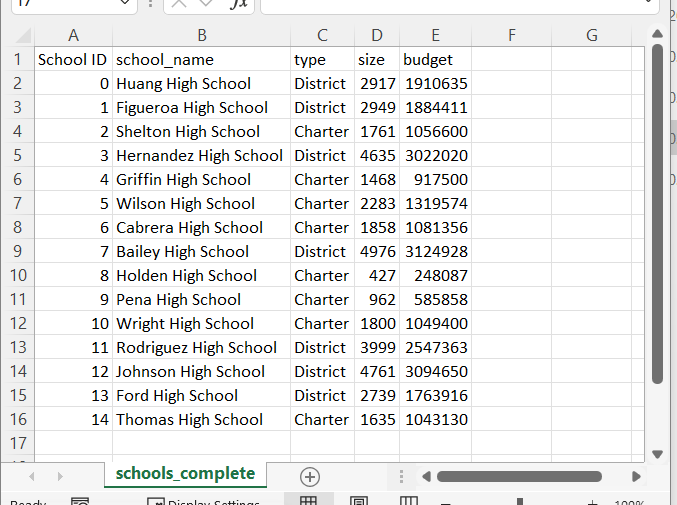 A B C D E F G
1 School ID school_name type size budget
2 0 Huang High School District 2917 1910635
3 1 Figueroa High School District 2949 1884411
4 2 Shelton High School Charter 1761 1056600
5 3 Hernandez High School District 4635 3022020
6 4 Griffin High School Charter 1468 917500
7 5 Wilson High School Charter 2283 1319574
8 6 Cabrera High School Charter 1858 1081356
9 7 Bailey High School District 4976 3124928
10 8 Holden High School Charter 427 248087
11 9 Pena High School Charter 962 585858
12 10 Wright High School Charter 1800 1049400
13 11 Rodriguez High School District 3999 2547363
14 12 Johnson High School District 4761 3094650
15 13 Ford High School District 2739 1763916
16 14 Thomas High School Charter 1635 1043130
17
schools_complete
Ready Display Settings 100%